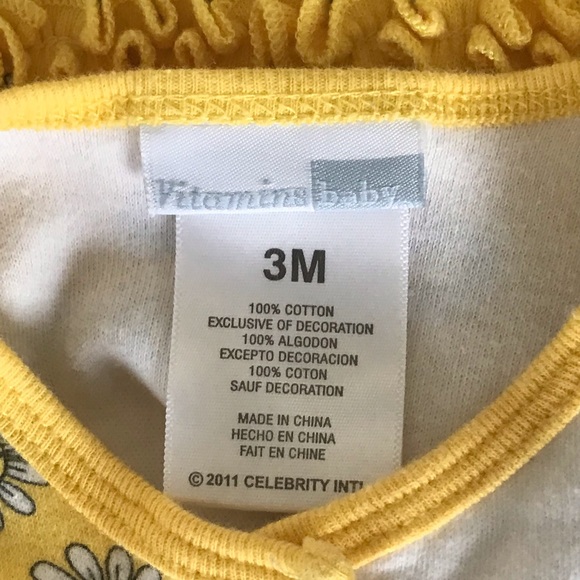 Vitamins baby
3M
100% COTTON
EXCLUSIVE OF DECORATION
100% ALGODON
EXCEPTO DECORACION
100% COTON
SAUF DECORATION
MADE IN CHINA
HECHO EN CHINA
FAIT EN CHINE
© 2011 CELEBRITY INT'